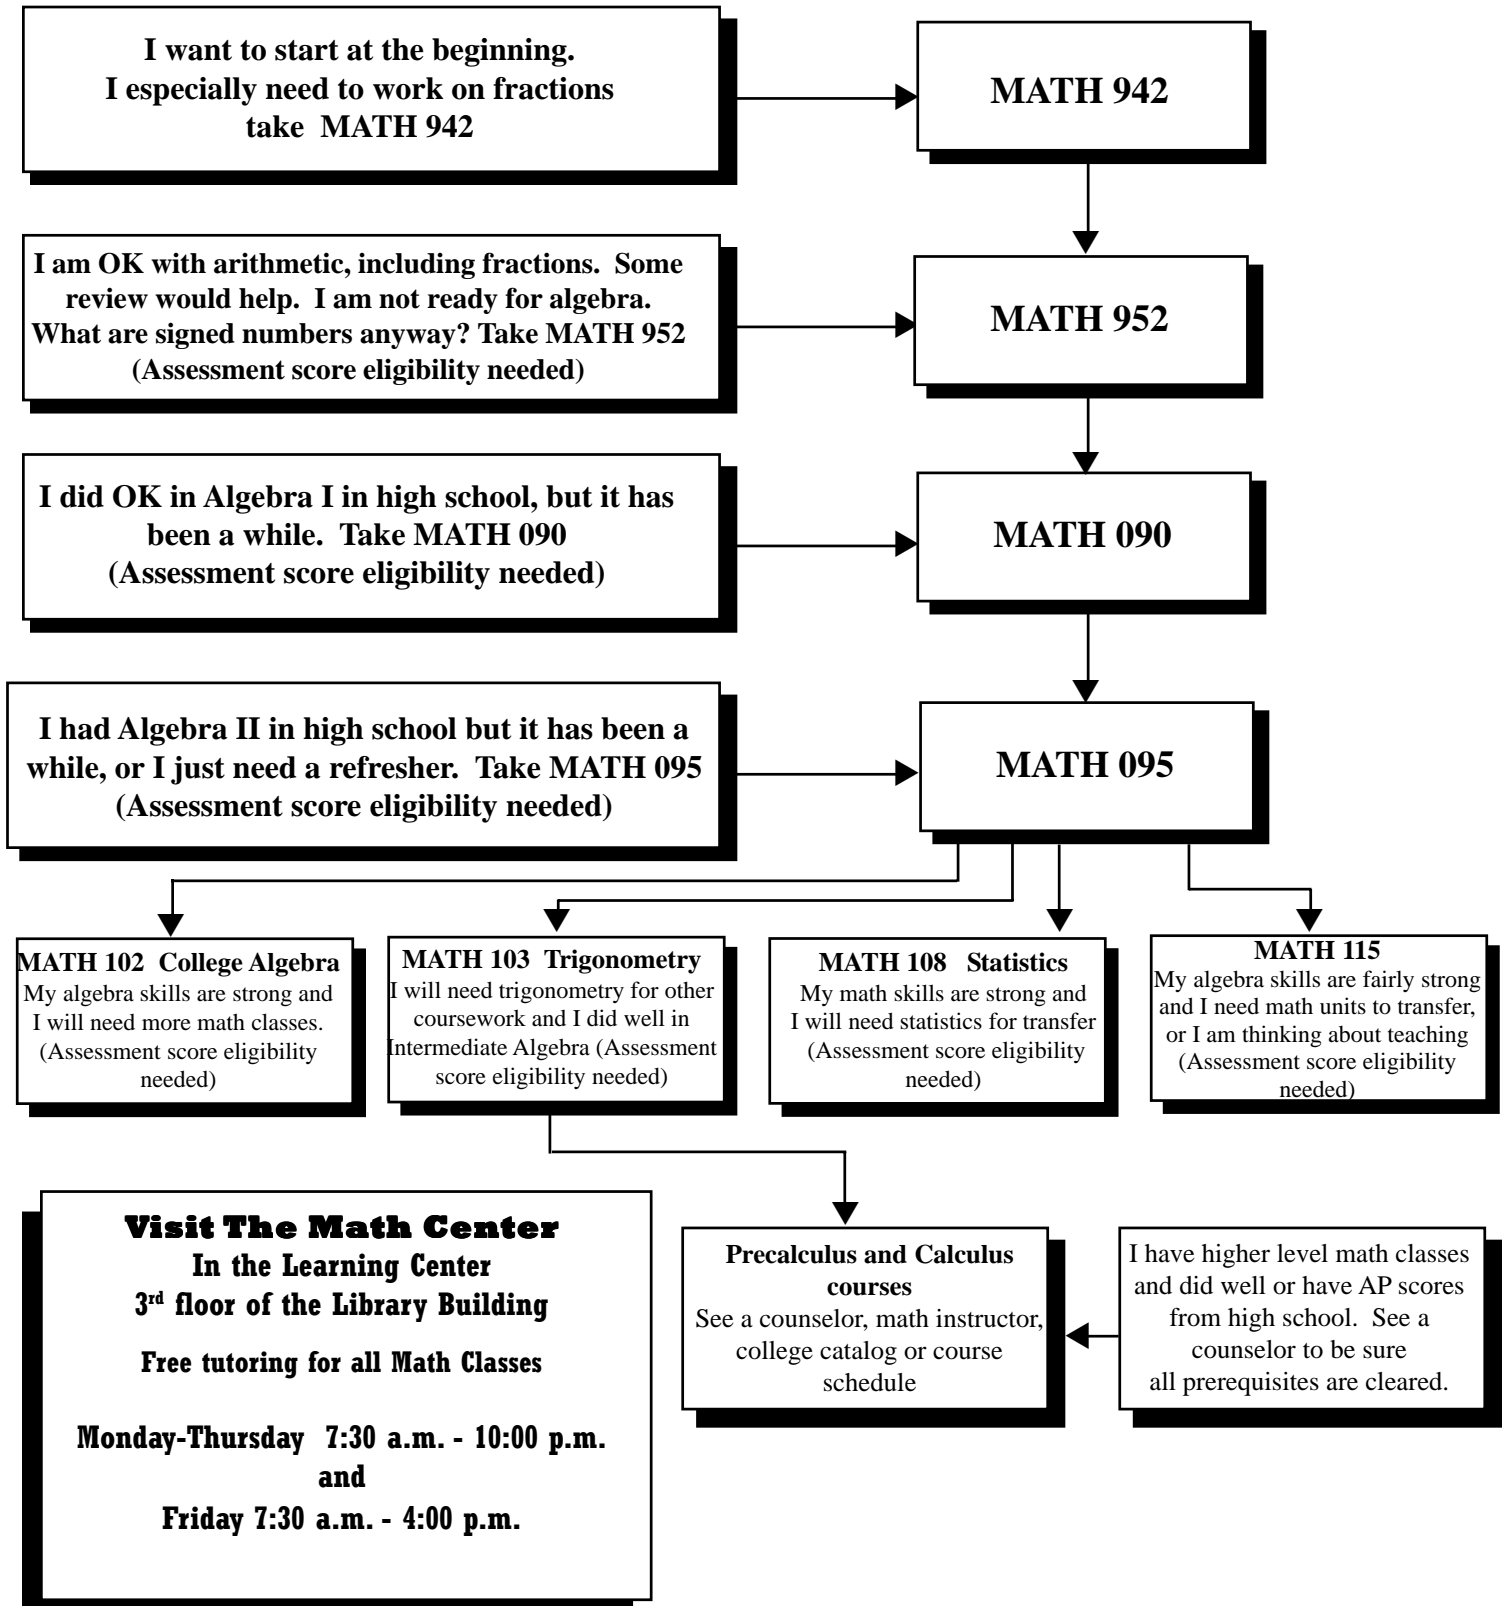 I want to start at the beginning.
I especially need to work on fractions
take MATH 942
MATH 942
I am OK with arithmetic, including fractions. Some
review would help. I am not ready for algebra.
What are signed numbers anyway? Take MATH 952
(Assessment score eligibility needed)
MATH 952
I did OK in Algebra I in high school, but it has
been a while. Take MATH 090
(Assessment score eligibility needed)
MATH 090
I had Algebra II in high school but it has been a
while, or I just need a refresher. Take MATH 095
(Assessment score eligibility needed)
MATH 095
MATH 102 College Algebra
My algebra skills are strong and
I will need more math classes.
(Assessment score eligibility
needed)
MATH 103 Trigonometry
I will need trigonometry for other
coursework and I did well in
Intermediate Algebra (Assessment
score eligibility needed)
MATH 108 Statistics
My math skills are strong and
I will need statistics for transfer
(Assessment score eligibility
needed)
MATH 115
My algebra skills are fairly strong
and I need math units to transfer,
or I am thinking about teaching
(Assessment score eligibility
needed)
Visit The Math Center
In the Learning Center
3rd floor of the Library Building
Free tutoring for all Math Classes
Monday-Thursday 7:30 a.m. - 10:00 p.m.
and
Friday 7:30 a.m. - 4:00 p.m.
Precalculus and Calculus
courses
See a counselor, math instructor,
college catalog or course
schedule
I have higher level math classes
and did well or have AP scores
from high school. See a
counselor to be sure
all prerequisites are cleared.